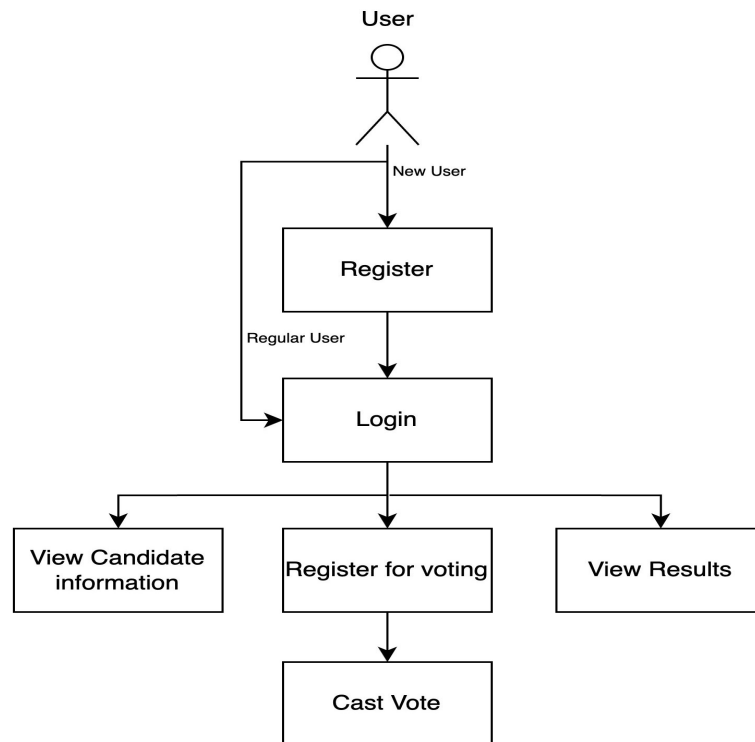 User
New User
Register
Regular User
Login
View Candidate
information
Register for voting
View Results
Cast Vote